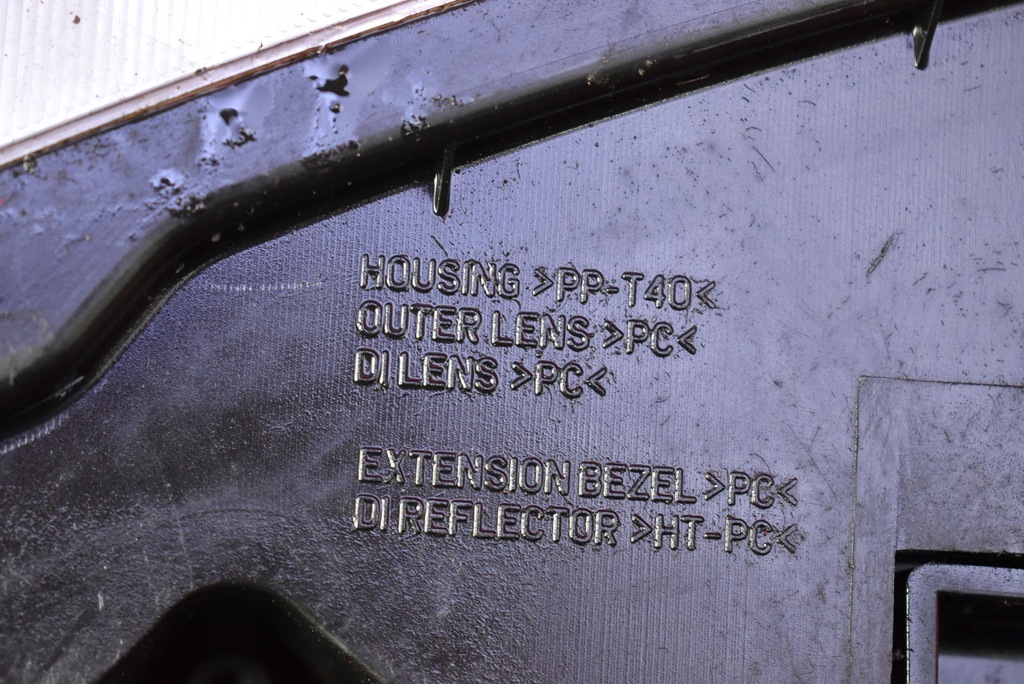 HOUSING >PP-T40<
OUTER LENS >PC<
DI LENS >PC<
EXTENSION BEZEL >PC<
DI REFLECTOR >HT-PC<